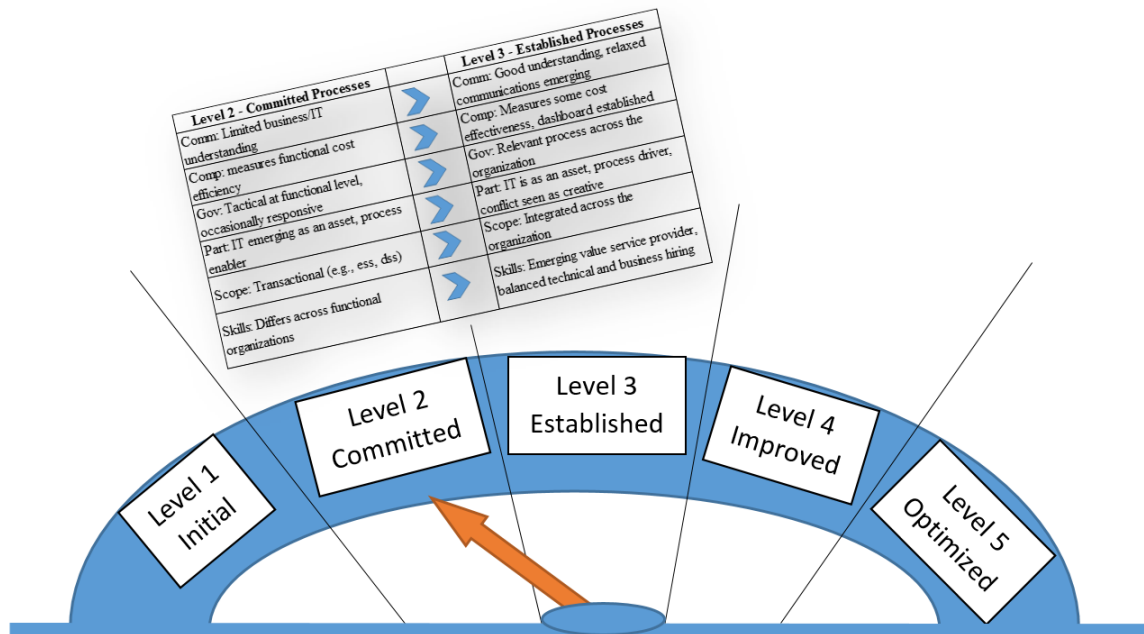 Level 2 - Committed Processes
Level 3 - Established Processes
Comm: Limited business/IT
understanding
Comm: Good understanding, relaxed
communications emerging
Comp: measures functional cost
efficiency
Comp: Measures some cost
effectiveness, dashboard established
Gov: Tactical at functional level,
occasionally responsive
Gov: Relevant process across the
organization
Part: IT emerging as an asset, process
enabler
Part: IT is as an asset, process driver,
conflict seen as creative
Scope: Transactional (e.g., ess, dss)
Scope: Integrated across the
organization
Skills: Differs across functional
organizations
Skills: Emerging value service provider,
balanced technical and business hiring
Level 1
Initial
Level 2
Committed
Level 3
Established
Level 4
Improved
Level 5
Optimized